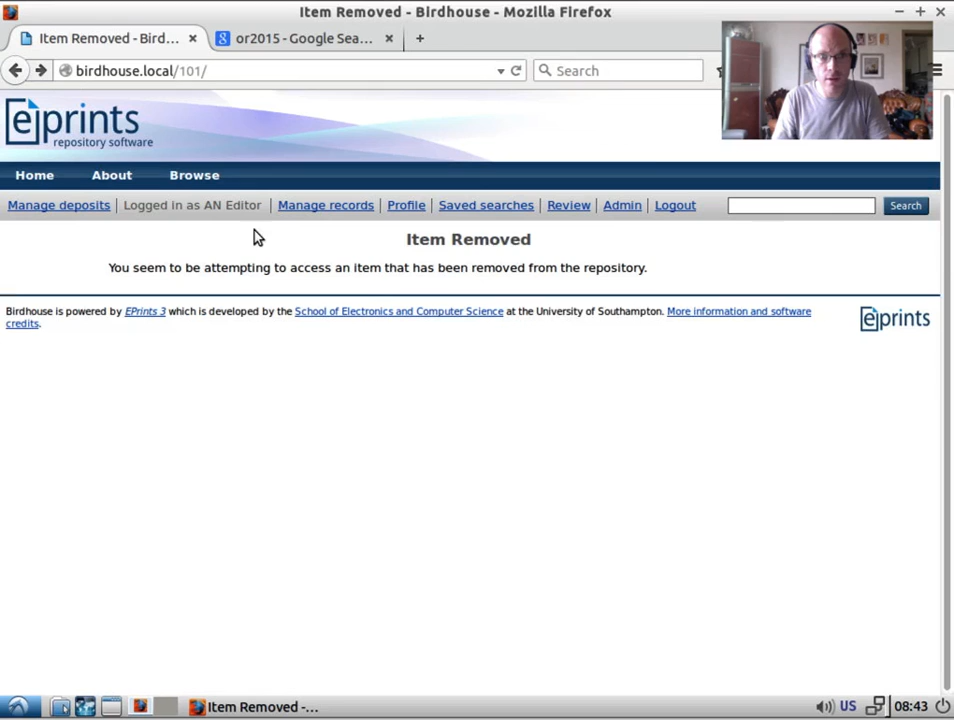 Item Removed - Birdhouse - Mozilla Firefox
Item Removed - Bird...
or2015 - Google Sea...
birdhouse.local/101/
Search
eprints
repository software
Home About Browse
Manage deposits Logged in as AN Editor Manage records Profile Saved searches Review Admin Logout Search
Item Removed
You seem to be attempting to access an item that has been removed from the repository.
Birdhouse is powered by EPrints 3 which is developed by the School of Electronics and Computer Science at the University of Southampton. More information and software
credits.
eprints
Item Removed -...
US
08:43